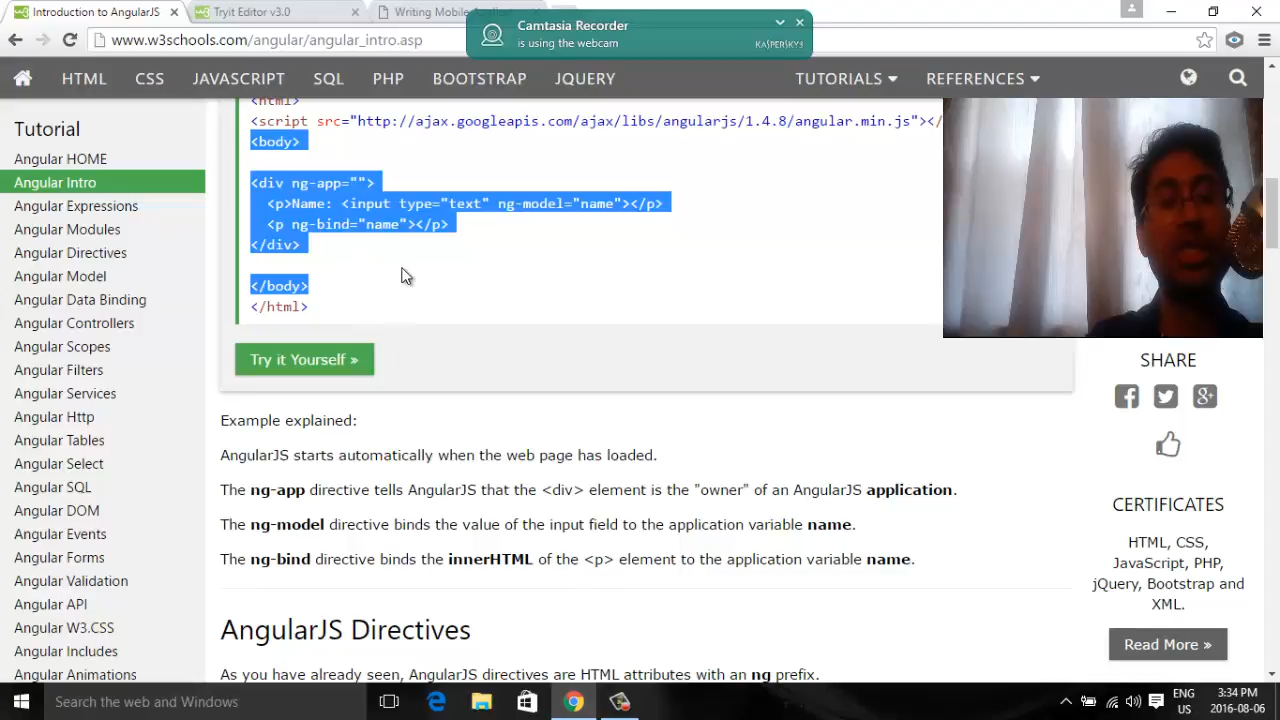 Introduction to AngularJS
Tryit Editor v3.0
Camtasia Recorder
is using the webcam
KASPERSKY
www.w3schools.com/angular/angular_intro.asp
HTML CSS JAVASCRIPT SQL PHP BOOTSTRAP JQUERY TUTORIALS REFERENCES
Tutorial
Angular HOME
Angular Intro
Angular Expressions
Angular Modules
Angular Directives
Angular Model
Angular Data Binding
Angular Controllers
Angular Scopes
Angular Filters
Angular Services
Angular Http
Angular Tables
Angular Select
Angular SQL
Angular DOM
Angular Events
Angular Forms
Angular Validation
Angular API
Angular W3.CSS
Angular Includes
Angular Animations
<html>
<script src="http://ajax.googleapis.com/ajax/libs/angularjs/1.4.8/angular.min.js"></
<body>
<div ng-app="">
<p>Name: <input type="text" ng-model="name"></p>
<p ng-bind="name"></p>
</div>
</body>
</html>
Try it Yourself »
Example explained:
AngularJS starts automatically when the web page has loaded.
The ng-app directive tells AngularJS that the <div> element is the "owner" of an AngularJS application.
The ng-model directive binds the value of the input field to the application variable name.
The ng-bind directive binds the innerHTML of the <p> element to the application variable name.
AngularJS Directives
As you have already seen, AngularJS directives are HTML attributes with an ng prefix.
SHARE
CERTIFICATES
HTML, CSS,
JavaScript, PHP,
jQuery, Bootstrap and
XML.
Read More »
Search the web and Windows
ENG
US
3:34 PM
2016-08-06